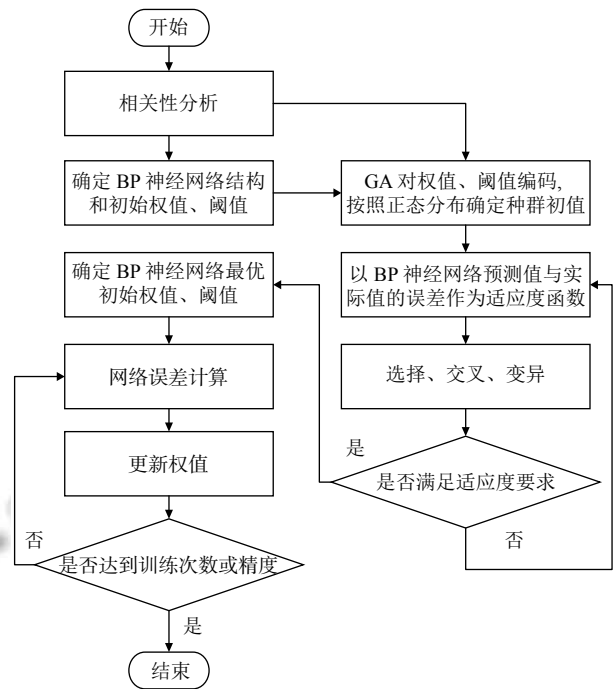 开始
相关性分析
确定 BP 神经网络结构
和初始权值、阈值
GA 对权值、阈值编码,
按照正态分布确定种群初值
确定 BP 神经网络最优
初始权值、阈值
以 BP 神经网络预测值与实
际值的误差作为适应度函数
网络误差计算
选择、交叉、变异
更新权值
是
是否满足适应度要求
否
否
是否达到训练次数或精度
是
结束